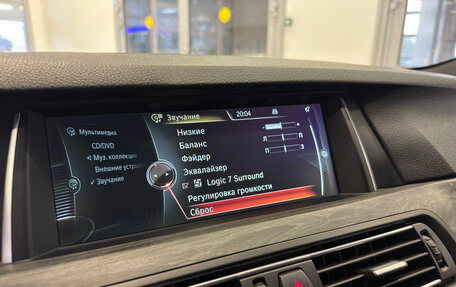 Звучание
20:04
Мультимедиа
CD/DVD
Муз. коллекция
Внешние устройс
Звучание
Низкие
- +
Баланс
Л П
Фэйдер
Эквалайзер
Logic 7 Surround
Регулировка громкости
Сброс